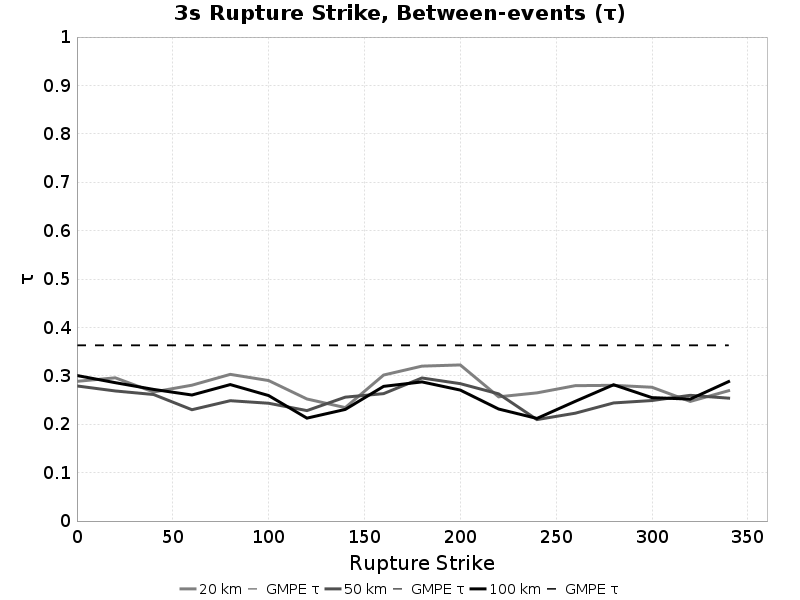 3s Rupture Strike, Between-events (τ)
1
0.9
0.8
0.7
0.6
0.5
0.4
0.3
0.2
0.1
0
τ
0 50 100 150 200 250 300 350
Rupture Strike
20 km GMPE τ 50 km GMPE τ 100 km GMPE τ